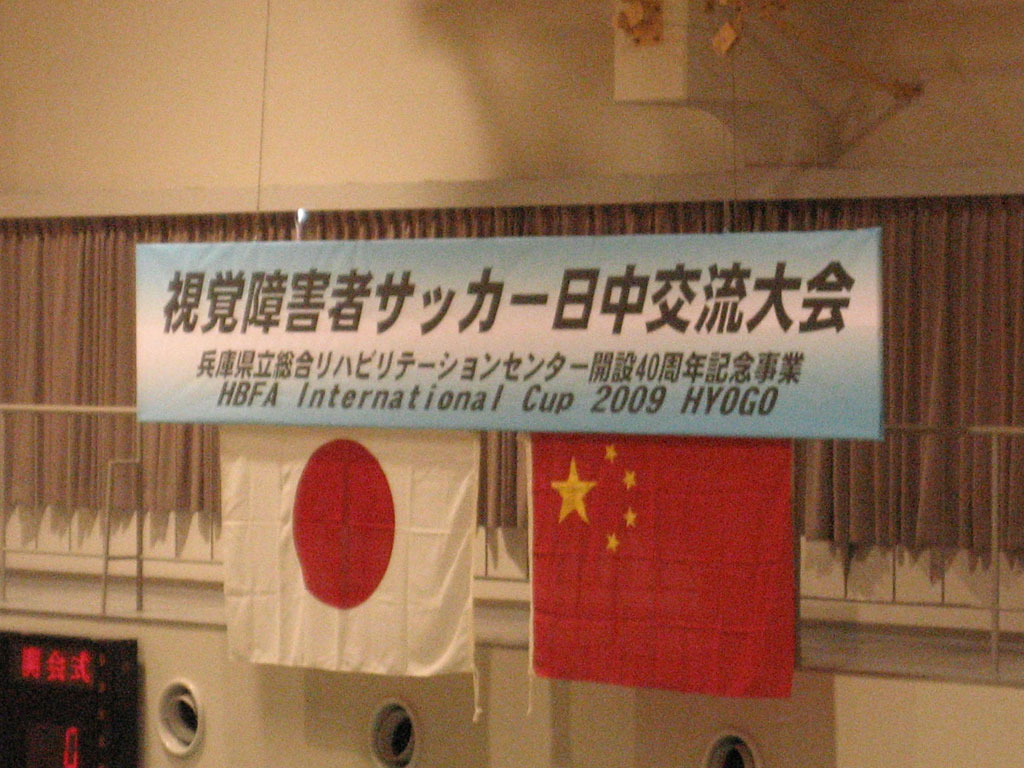 視覚障害者サッカー日中交流大会
兵庫県立総合リハビリテーションセンター開設40周年記念事業
HBFA International Cup 2009 HYOGO
開会式
0